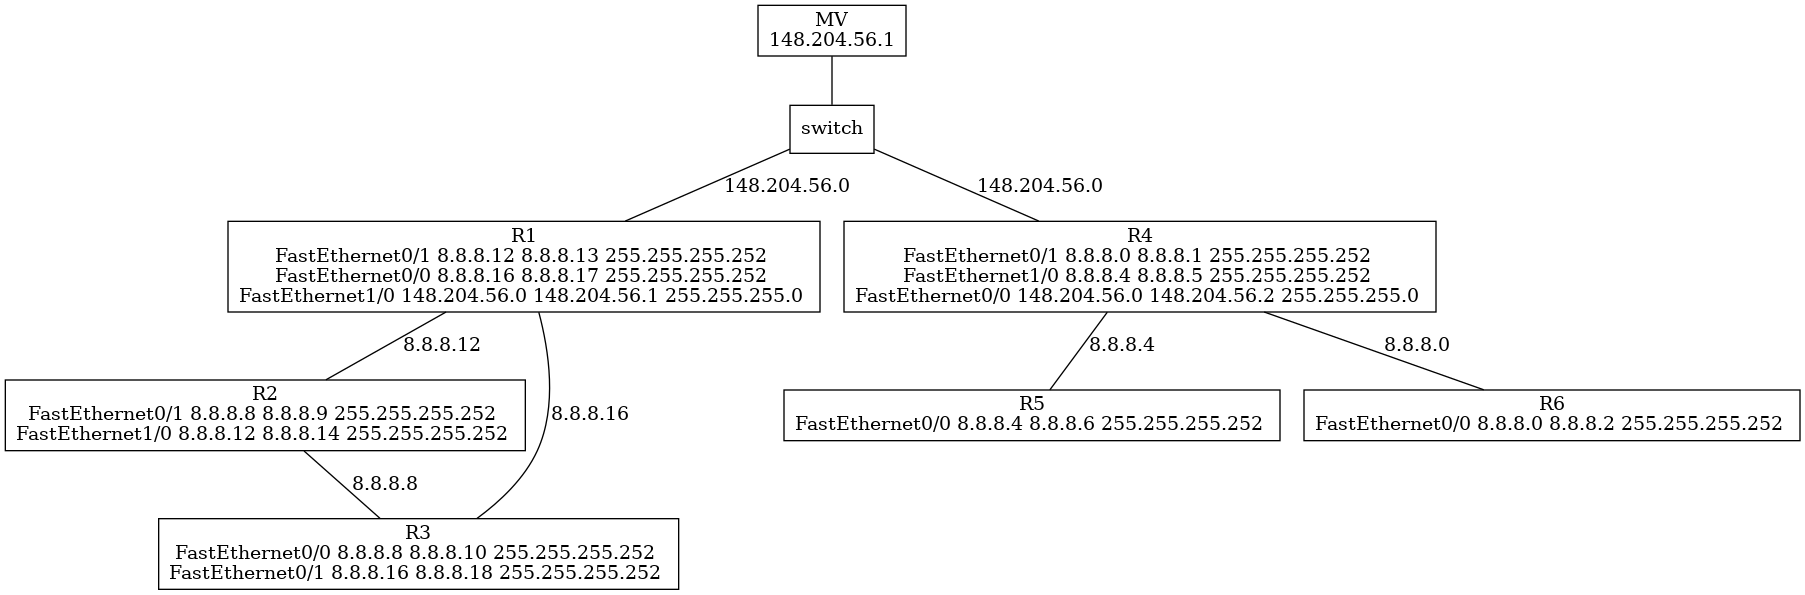 MV
148.204.56.1
switch
148.204.56.0
148.204.56.0
R1
FastEthernet0/1 8.8.8.12 8.8.8.13 255.255.255.252
FastEthernet0/0 8.8.8.16 8.8.8.17 255.255.255.252
FastEthernet1/0 148.204.56.0 148.204.56.1 255.255.255.0
R4
FastEthernet0/1 8.8.8.0 8.8.8.1 255.255.255.252
FastEthernet1/0 8.8.8.4 8.8.8.5 255.255.255.252
FastEthernet0/0 148.204.56.0 148.204.56.2 255.255.255.0
8.8.8.12
8.8.8.4
8.8.8.0
R2
FastEthernet0/1 8.8.8.8 8.8.8.9 255.255.255.252
FastEthernet1/0 8.8.8.12 8.8.8.14 255.255.255.252
8.8.8.16
R5
FastEthernet0/0 8.8.8.4 8.8.8.6 255.255.255.252
R6
FastEthernet0/0 8.8.8.0 8.8.8.2 255.255.255.252
8.8.8.8
R3
FastEthernet0/0 8.8.8.8 8.8.8.10 255.255.255.252
FastEthernet0/1 8.8.8.16 8.8.8.18 255.255.255.252